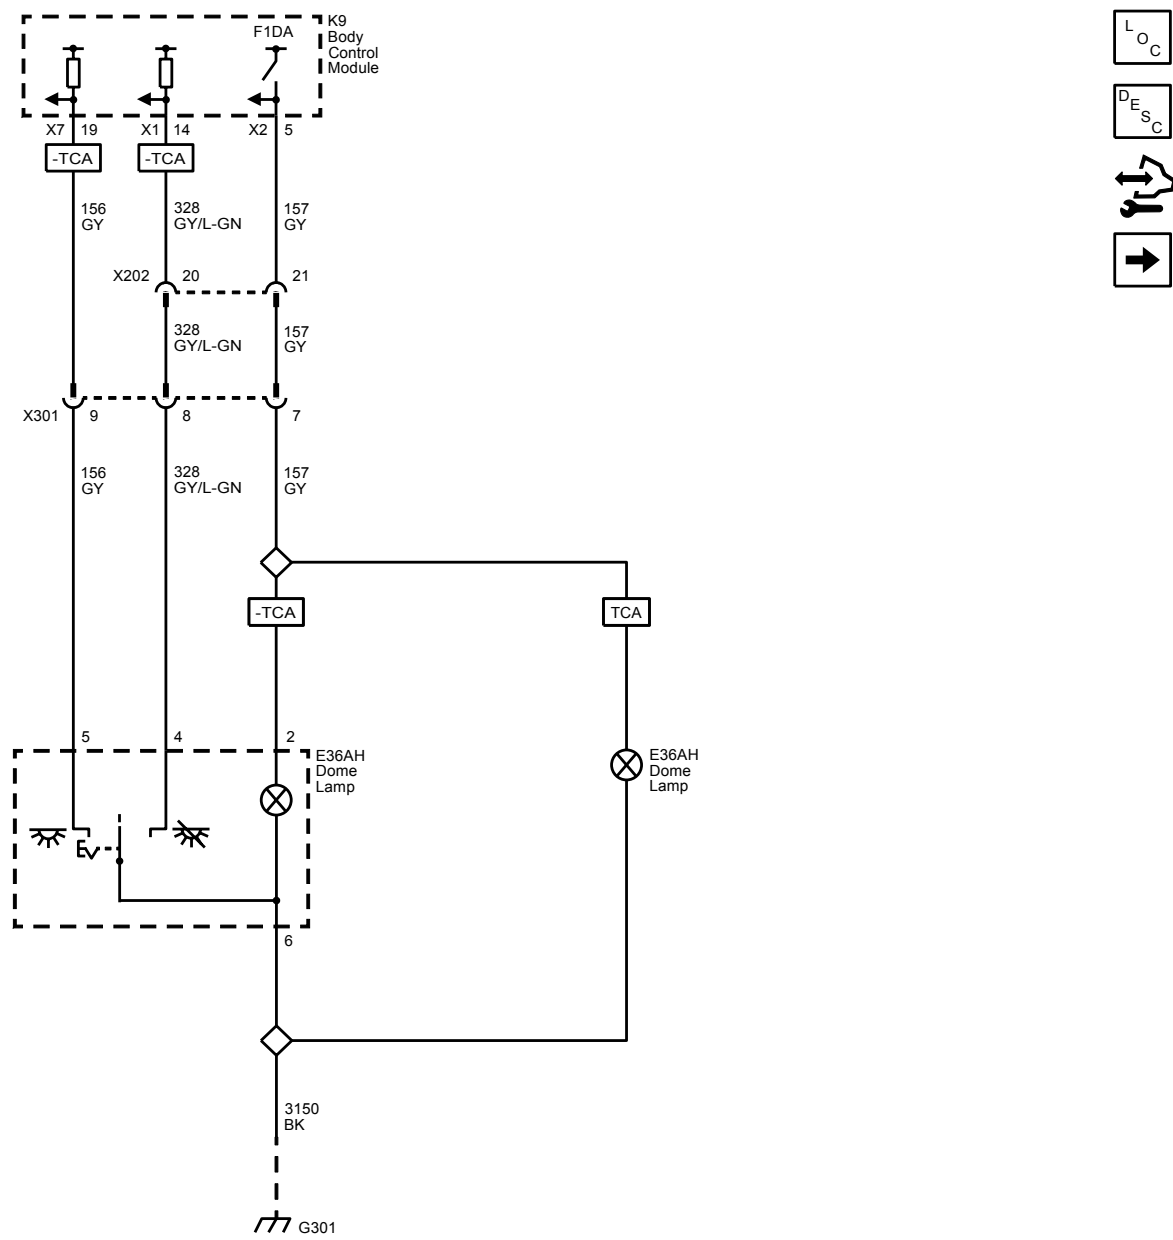 K9
Body
Control
Module
F1DA
X7 19
X1 14
X2 5
-TCA
-TCA
156
GY
328
GY/L-GN
157
GY
X202 20
21
328
GY/L-GN
157
GY
X301 9
8
7
156
GY
328
GY/L-GN
157
GY
-TCA
TCA
5
4
2
E36AH
Dome
Lamp
E36AH
Dome
Lamp
6
3150
BK
G301
LOC
DESC